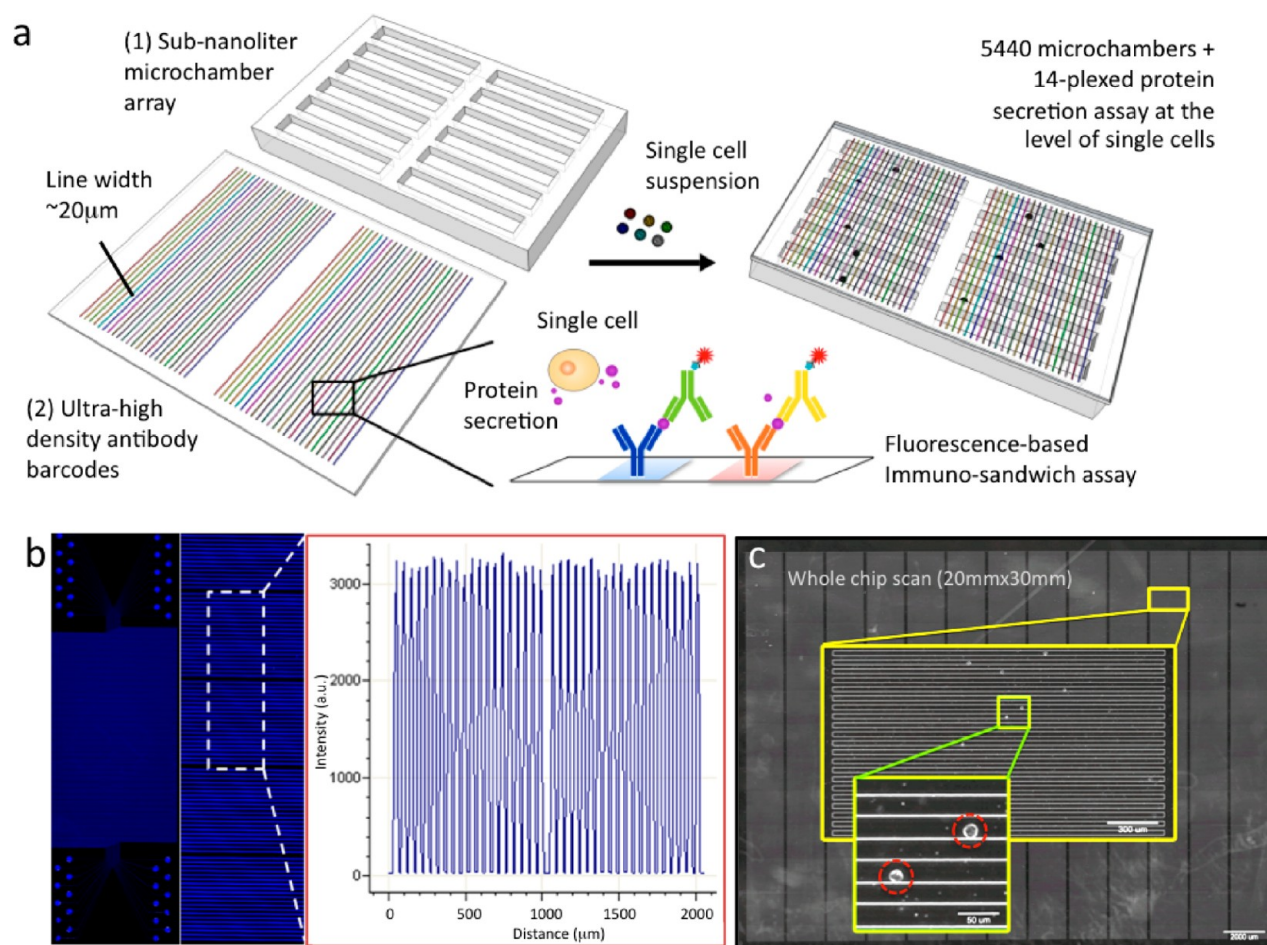 a
(1) Sub-nanoliter
microchamber
array
5440 microchambers +
14-plexed protein
secretion assay at the
level of single cells
Line width
~20μm
Single cell
suspension
(2) Ultra-high
density antibody
barcodes
Single cell
Protein
secretion
Fluorescence-based
Immuno-sandwich assay
b
3000
2000
1000
0
Intensity (a.u.)
0 500 1000 1500 2000
Distance (μm)
c
Whole chip scan (20mmx30mm)
300 um
50 um
2000 um